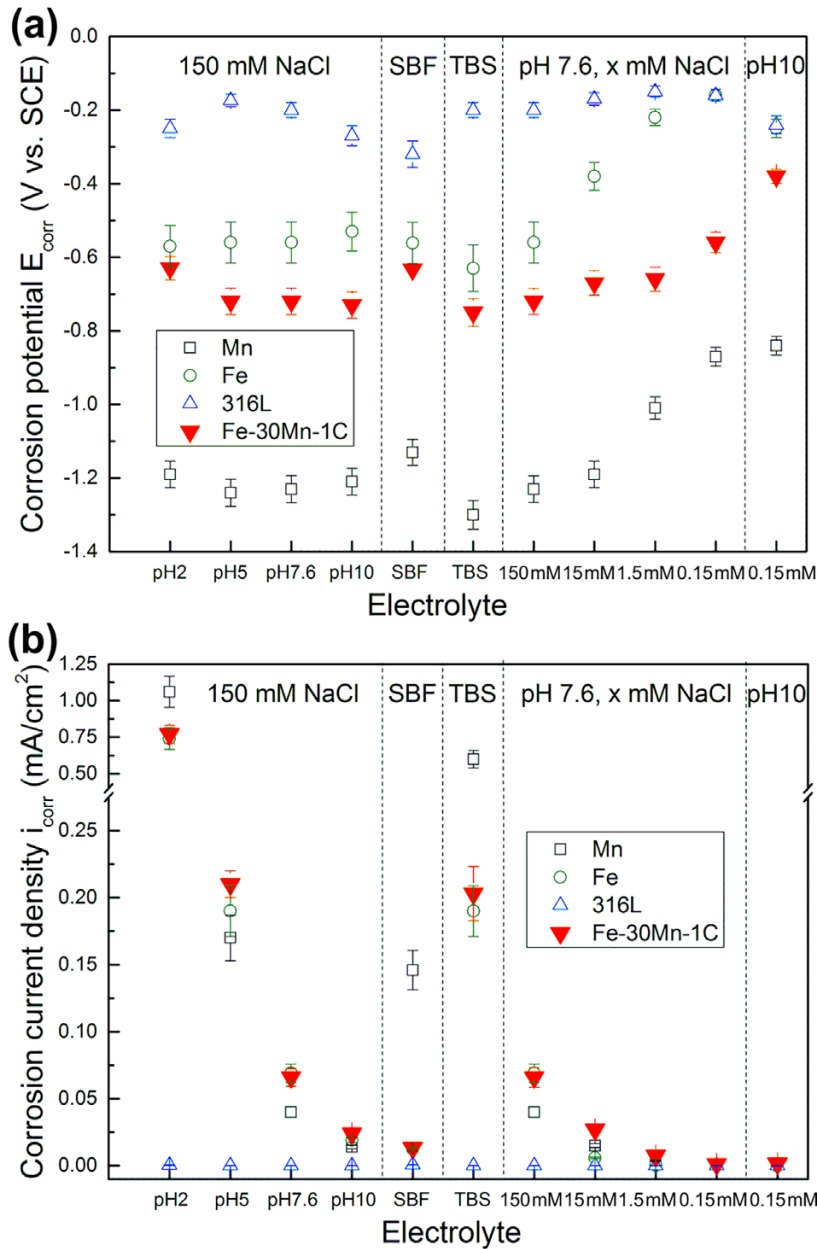 (a)
150 mM NaCl SBF TBS pH 7.6, x mM NaCl pH10
Corrosion potential E_corr (V vs. SCE)
0.0
-0.2
-0.4
-0.6
-0.8
-1.0
-1.2
-1.4
Mn
Fe
316L
Fe-30Mn-1C
pH2 pH5 pH7.6 pH10 SBF TBS 150mM 15mM 1.5mM 0.15mM 0.15mM
Electrolyte
(b)
150 mM NaCl SBF TBS pH 7.6, x mM NaCl pH10
Corrosion current density i_corr (mA/cm²)
1.25
1.00
0.75
0.50
0.25
0.20
0.15
0.10
0.05
0.00
Mn
Fe
316L
Fe-30Mn-1C
pH2 pH5 pH7.6 pH10 SBF TBS 150mM 15mM 1.5mM 0.15mM 0.15mM
Electrolyte